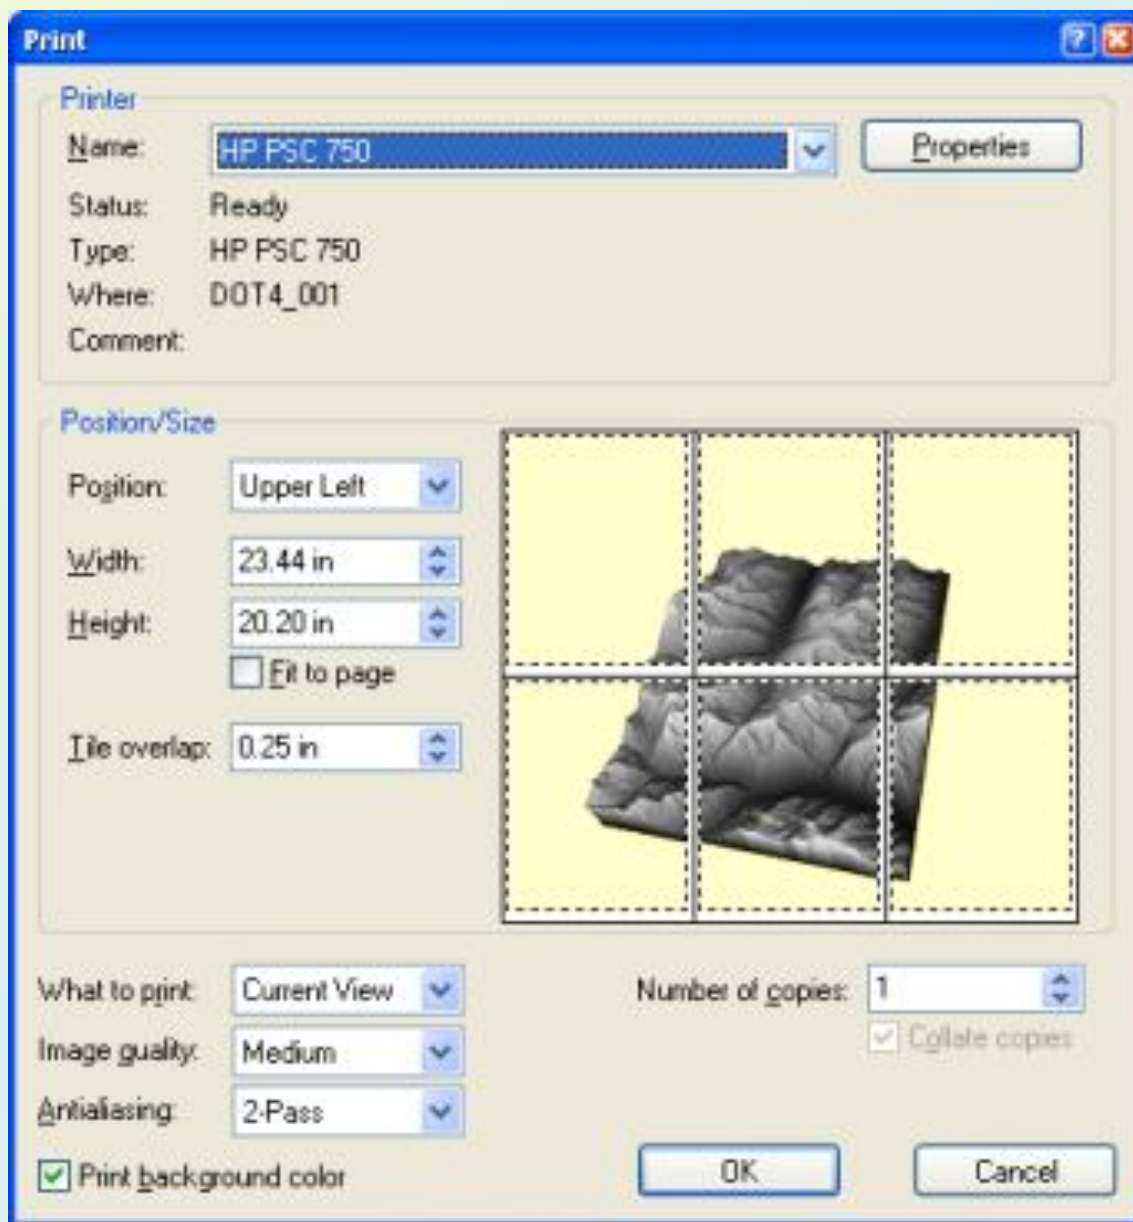 Print
Printer
Name: HP PSC 750 Properties
Status: Ready
Type: HP PSC 750
Where: DOT4_001
Comment:
Position/Size
Position: Upper Left
Width: 23.44 in
Height: 20.20 in
Fit to page
Tile overlap: 0.25 in
What to print: Current View Number of copies: 1
Image quality: Medium Collate copies
Antialiasing: 2-Pass
Print background color OK Cancel